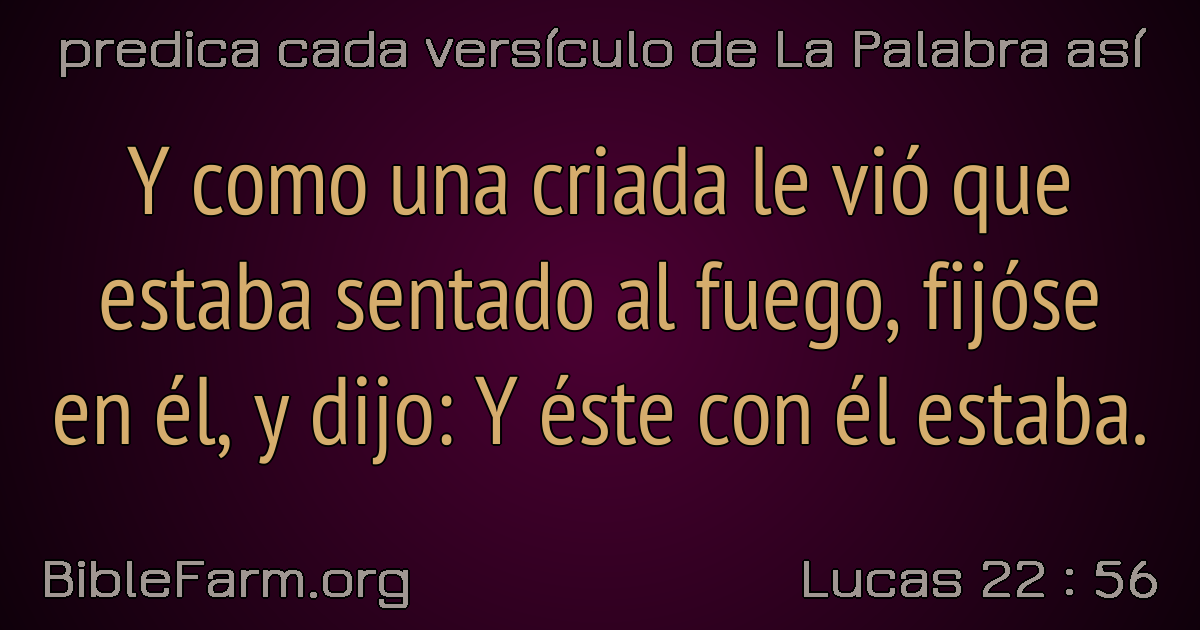 predica cada versículo de La Palabra así
Y como una criada le vió que
estaba sentado al fuego, fijóse
en él, y dijo: Y éste con él estaba.
BibleFarm.org
Lucas 22 : 56